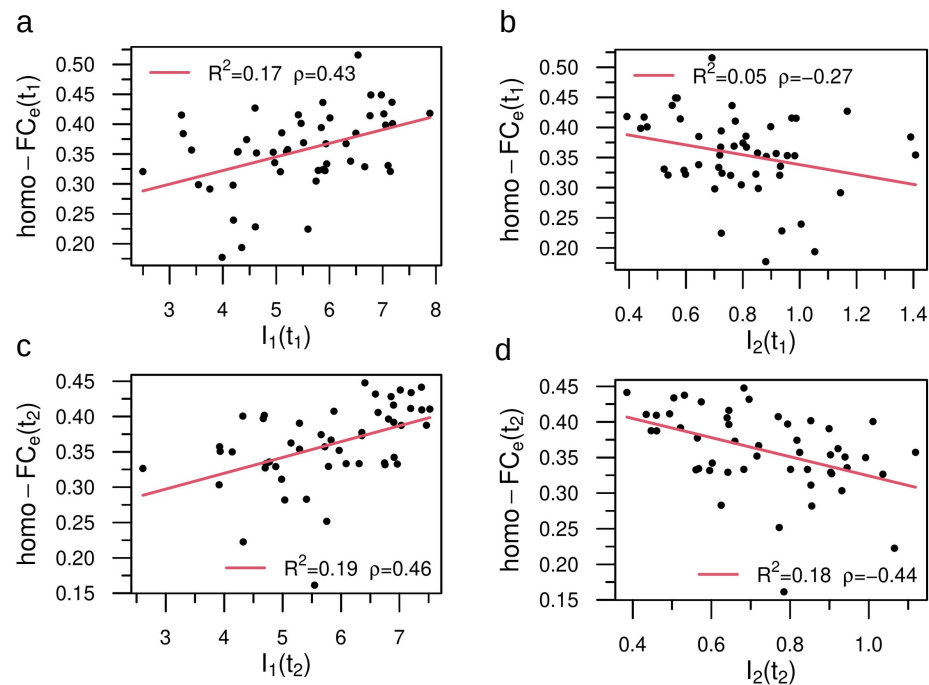 a
homo – FCₑ(t₁)
0.50
0.45
0.40
0.35
0.30
0.25
0.20
R²=0.17 ρ=0.43
3 4 5 6 7 8
I₁(t₁)
b
homo – FCₑ(t₁)
0.50
0.45
0.40
0.35
0.30
0.25
0.20
R²=0.05 ρ=−0.27
0.4 0.6 0.8 1.0 1.2 1.4
I₂(t₁)
c
homo – FCₑ(t₂)
0.45
0.40
0.35
0.30
0.25
0.20
0.15
R²=0.19 ρ=0.46
3 4 5 6 7
I₁(t₂)
d
homo – FCₑ(t₂)
0.45
0.40
0.35
0.30
0.25
0.20
0.15
R²=0.18 ρ=−0.44
0.4 0.6 0.8 1.0
I₂(t₂)